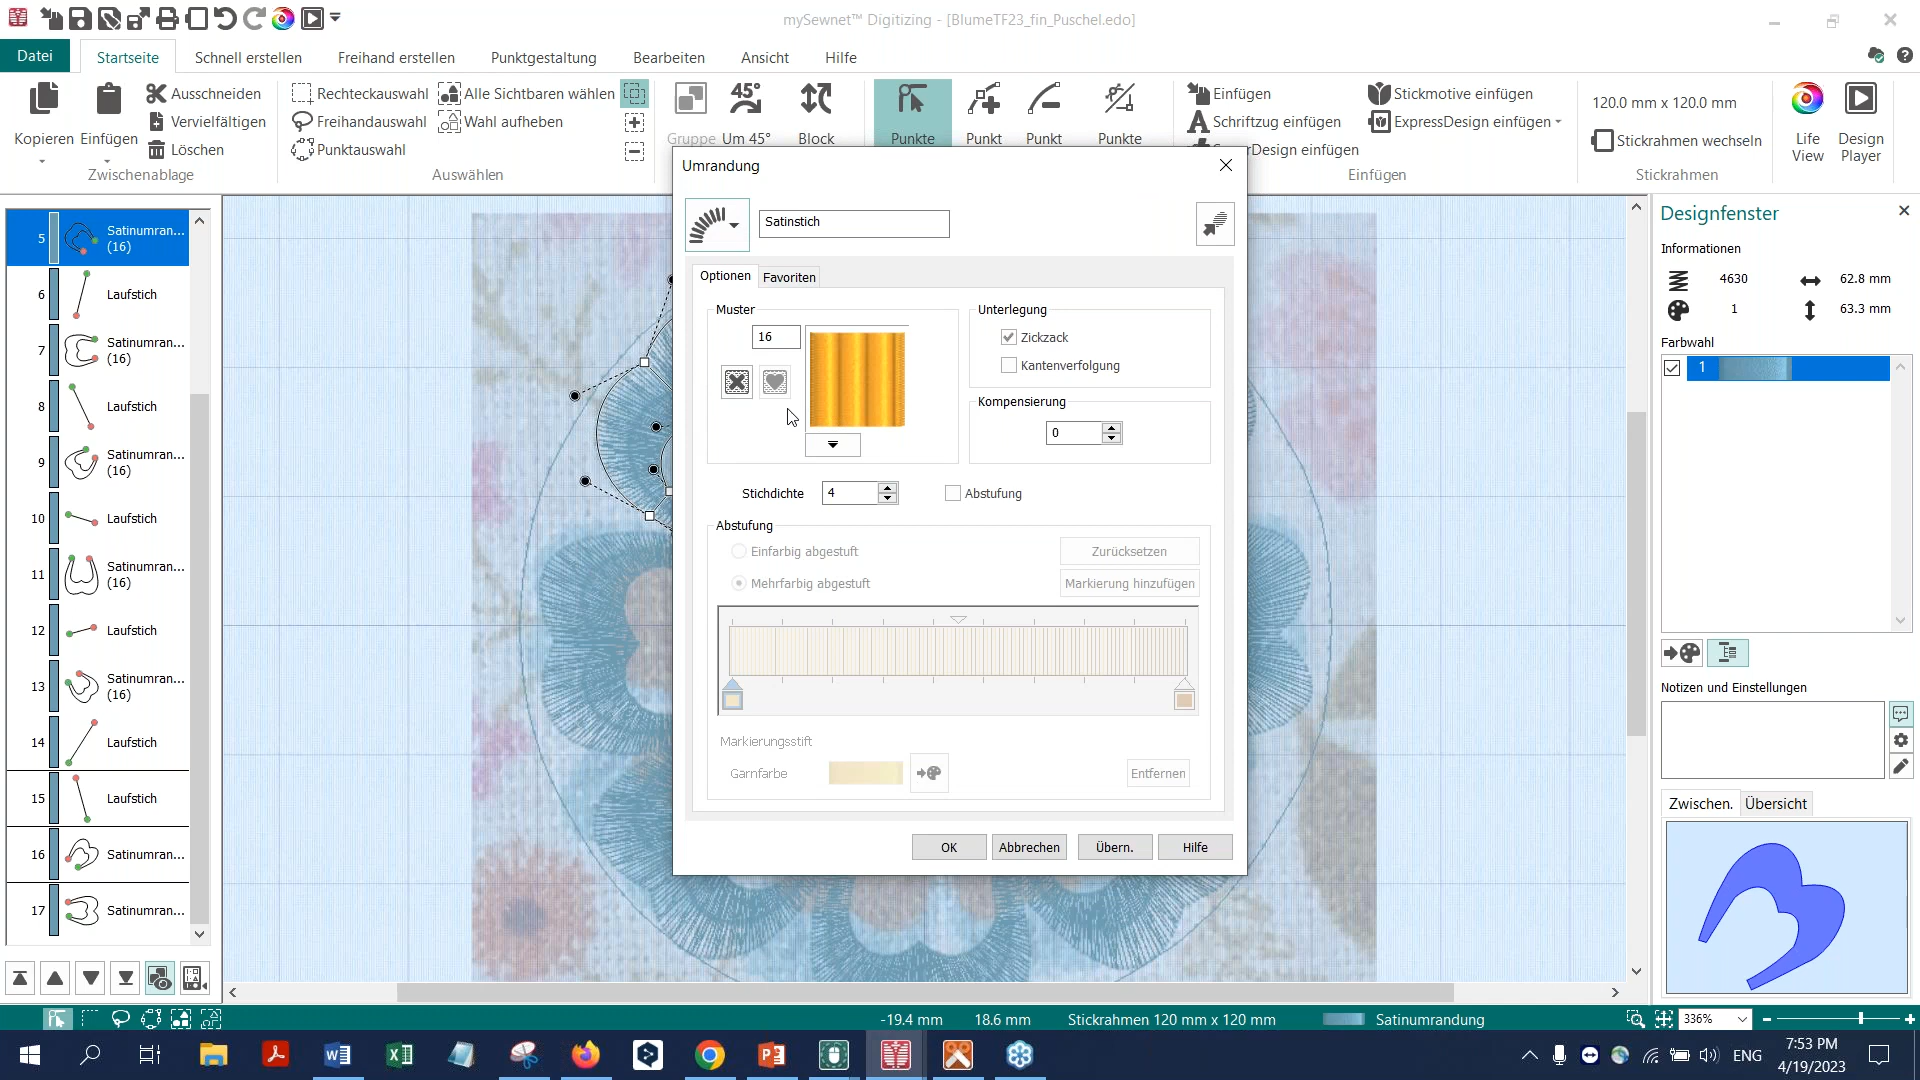 mySewnet™ Digitizing - [BlumeTF23_fin_Puschel.edo]
Datei
Startseite
Schnell erstellen
Freihand erstellen
Punktgestaltung
Bearbeiten
Ansicht
Hilfe
Kopieren
Einfügen
Ausschneiden
Vervielfältigen
Löschen
Zwischenablage
Rechteckauswahl
Freihandauswahl
Punktauswahl
Alle Sichtbaren wählen
Wahl aufheben
Auswählen
Gruppe
45°
Um 45°
Block
Punkte
Punkt
Punkt
Punkte
Einfügen
Schriftzug einfügen
Design einfügen
Stickmotive einfügen
ExpressDesign einfügen
Einfügen
120.0 mm x 120.0 mm
Stickrahmen wechseln
Stickrahmen
Life
View
Design
Player
5
Satinumran...
(16)
6
Laufstich
7
Satinumran...
(16)
8
Laufstich
9
Satinumran...
(16)
10
Laufstich
11
Satinumran...
(16)
12
Laufstich
13
Satinumran...
(16)
14
Laufstich
15
Laufstich
16
Satinumran...
17
Satinumran...
Umrandung
Satinstich
Optionen
Favoriten
Muster
16
Unterlegung
Zickzack
Kantenverfolgung
Kompensierung
0
Stichdichte
4
Abstufung
Abstufung
Einfarbig abgestuft
Zurücksetzen
Mehrfarbig abgestuft
Markierung hinzufügen
Markierungsstift
Garnfarbe
Entfernen
OK
Abbrechen
Übern.
Hilfe
Designfenster
Informationen
4630
62.8 mm
1
63.3 mm
Farbwahl
1
Notizen und Einstellungen
Zwischen.
Übersicht
-19.4 mm
18.6 mm
Stickrahmen 120 mm x 120 mm
Satinumrandung
336%
ENG
7:53 PM
4/19/2023